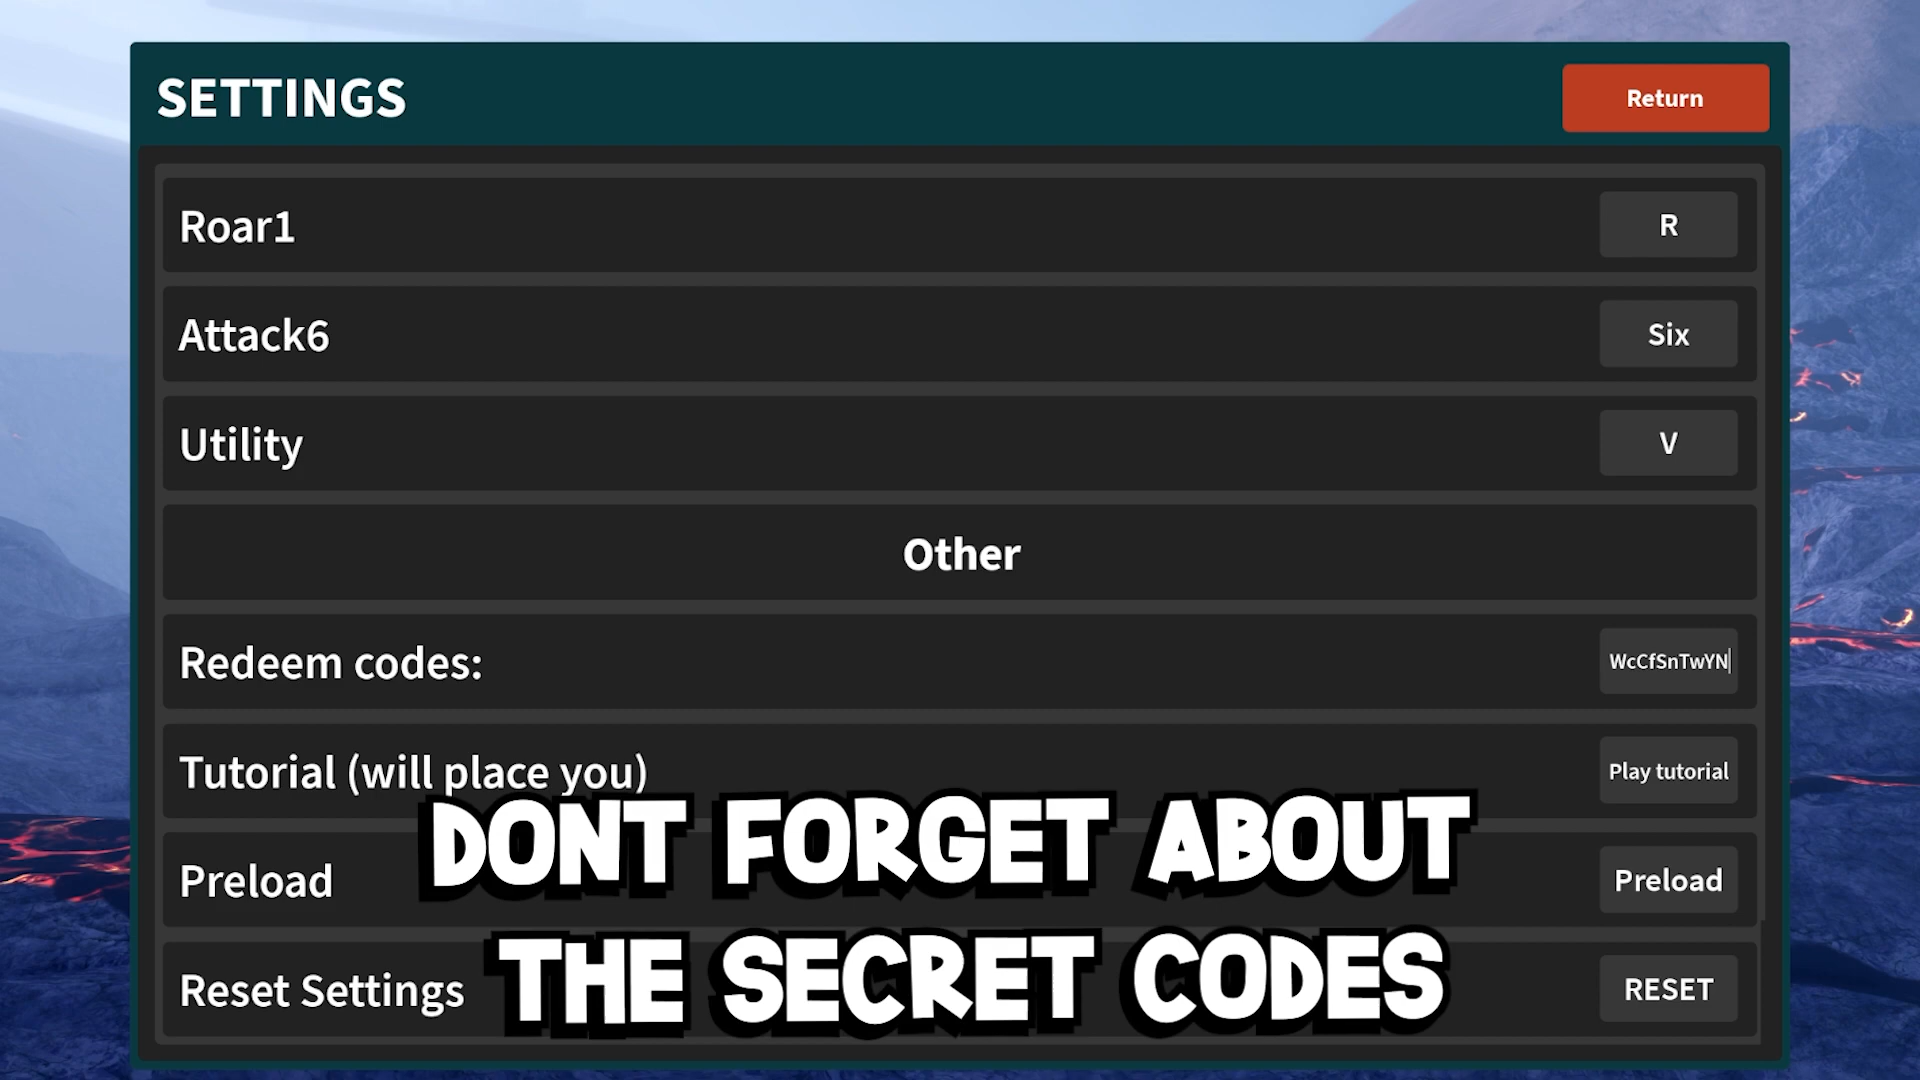 SETTINGS
Return
Roar1
R
Attack6
Six
Utility
V
Other
Redeem codes:
WcCfSnTwYN
Tutorial (will place you)
Play tutorial
Preload
Preload
Reset Settings
RESET
DONT FORGET ABOUT
THE SECRET CODES